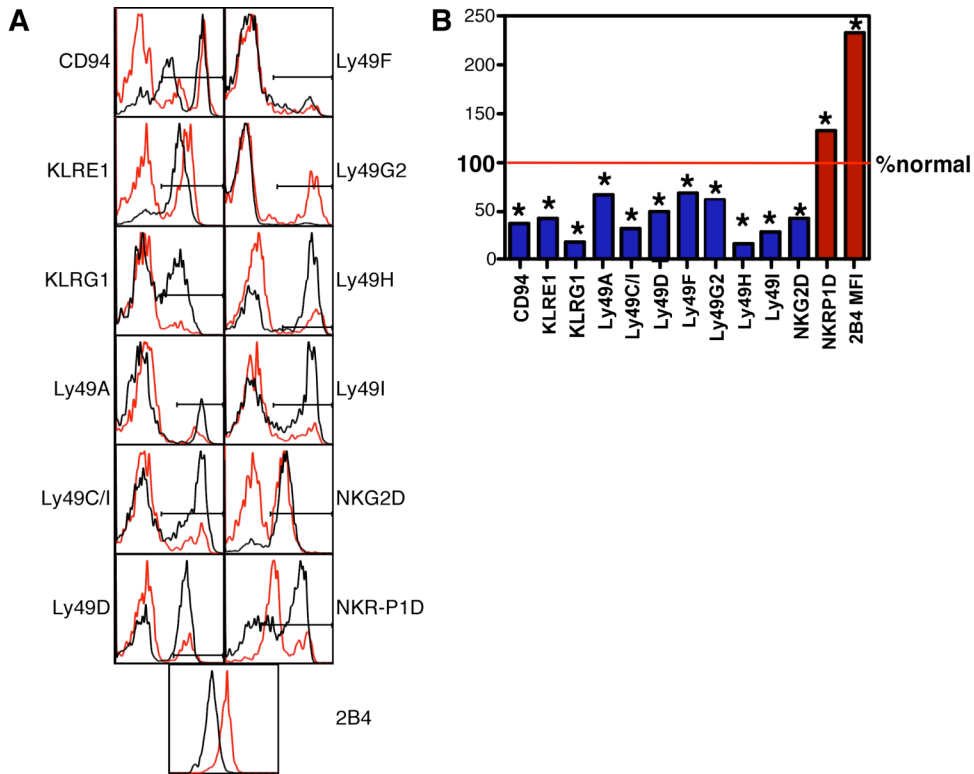 A
CD94
Ly49F
KLRE1
Ly49G2
KLRG1
Ly49H
Ly49A
Ly49I
Ly49C/I
NKG2D
Ly49D
NKR-P1D
2B4
B
250
200
150
100
50
0
%normal
* * * * * * * * * * * * *
CD94
KLRE1
KLRG1
Ly49A
Ly49C/I
Ly49D
Ly49F
Ly49G2
Ly49H
Ly49I
NKG2D
NKRP1D
2B4 MFI